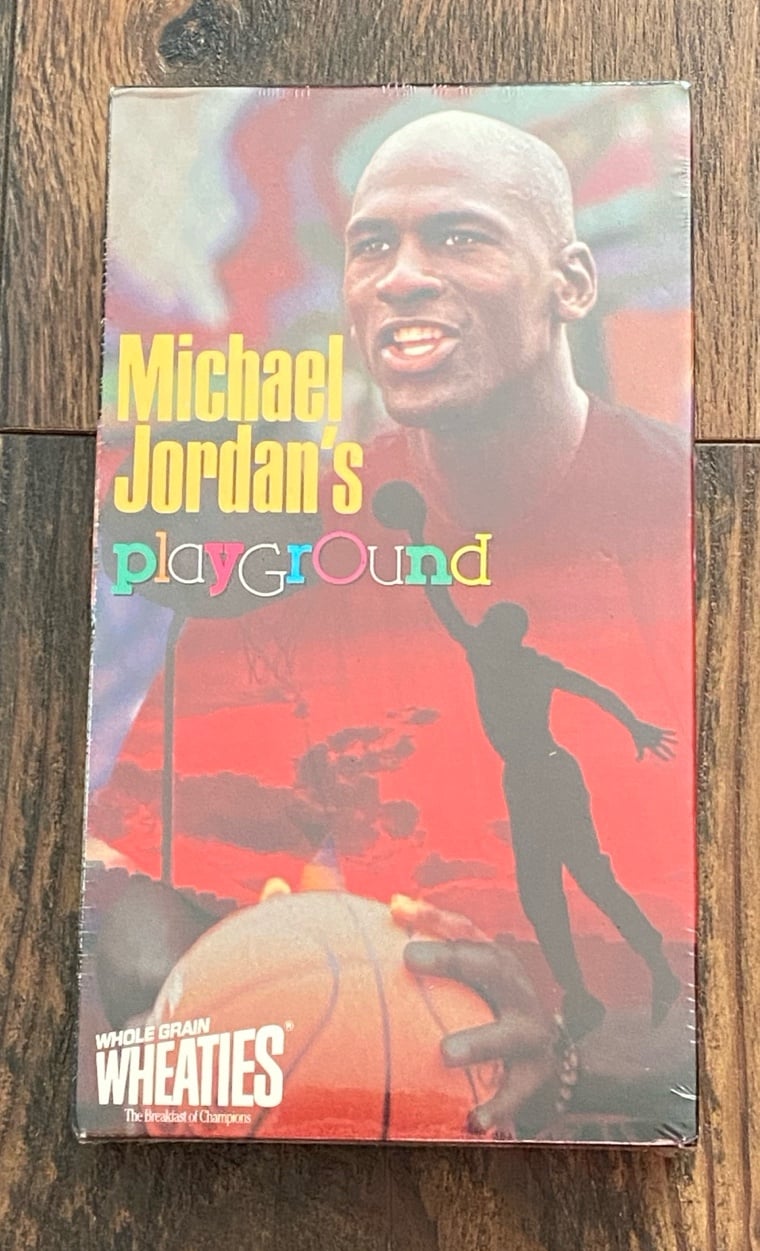 Michael
Jordan's
playGrOund
WHOLE GRAIN
WHEATIES®
The Breakfast of Champions